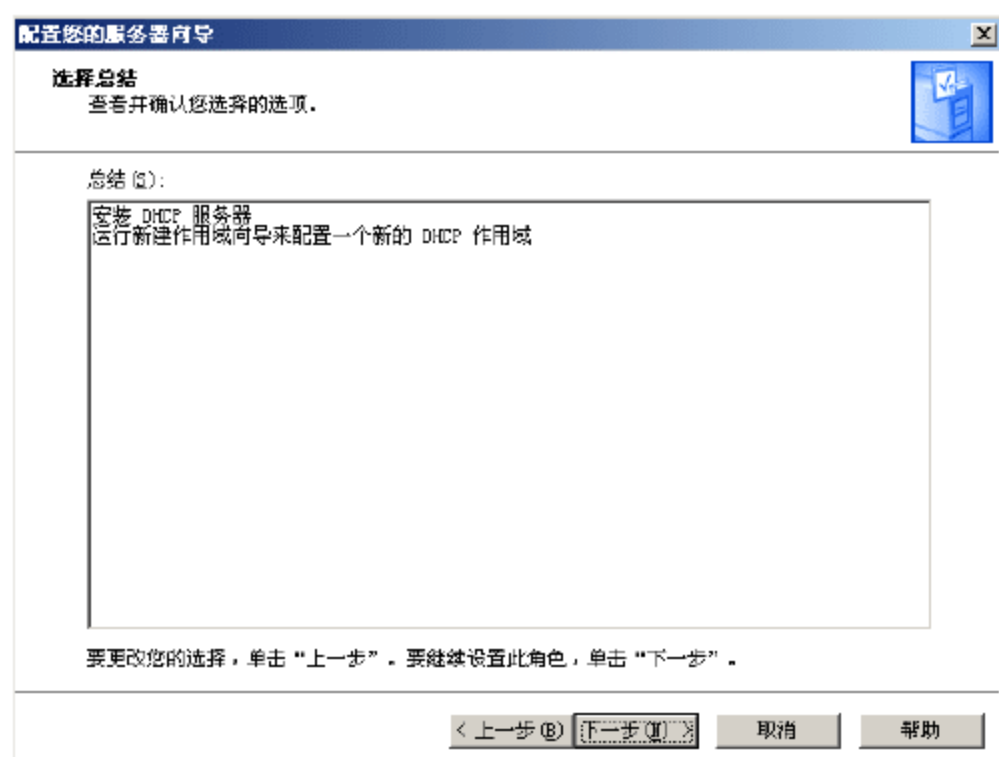 配置您的服务器向导
选择总结
查看并确认您选择的选项.
总结(S):
安装 DHCP 服务器
运行新建作用域向导来配置一个新的 DHCP 作用域
要更改您的选择，单击“上一步”。要继续设置此角色，单击“下一步”。
< 上一步(B) 下一步(N) > 取消 帮助